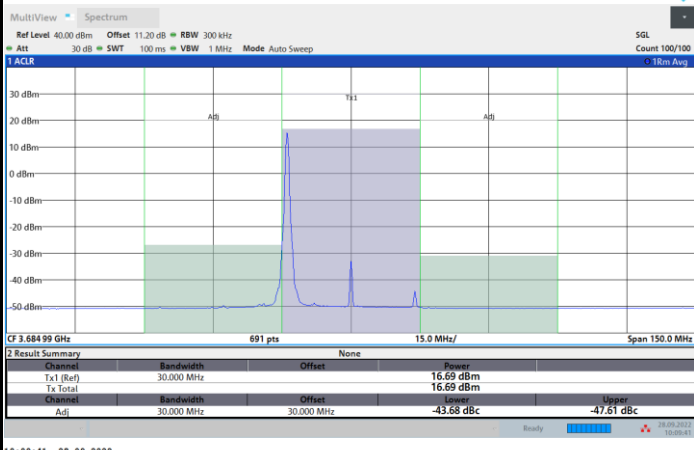 MultiView Spectrum
Ref Level 40.00 dBm Offset 11.20 dB RBW 300 kHz SGL
Att 30 dB SWT 100 ms VBW 1 MHz Mode Auto Sweep Count 100/100
1 ACLR 1Rm Avg
30 dBm
Tx1
20 dBm
Adj Adj
10 dBm
0 dBm
-10 dBm
-20 dBm
-30 dBm
-40 dBm
-50 dBm
CF 3.684 99 GHz 691 pts 15.0 MHz/ Span 150.0 MHz
2 Result Summary None
Channel Bandwidth Offset Power
Tx1 (Ref) 30.000 MHz 16.69 dBm
Tx Total 16.69 dBm
Channel Bandwidth Offset Lower Upper
Adj 30.000 MHz 30.000 MHz -43.68 dBc -47.61 dBc
Ready 28.09.2022
10:09:41